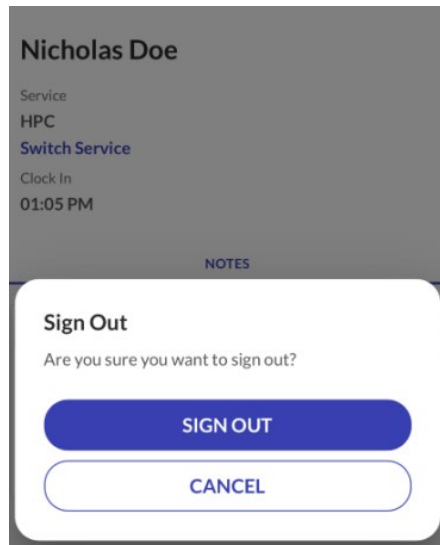 Nicholas Doe
Service
HPC
Switch Service
Clock In
01:05 PM
NOTES
Sign Out
Are you sure you want to sign out?
SIGN OUT
CANCEL